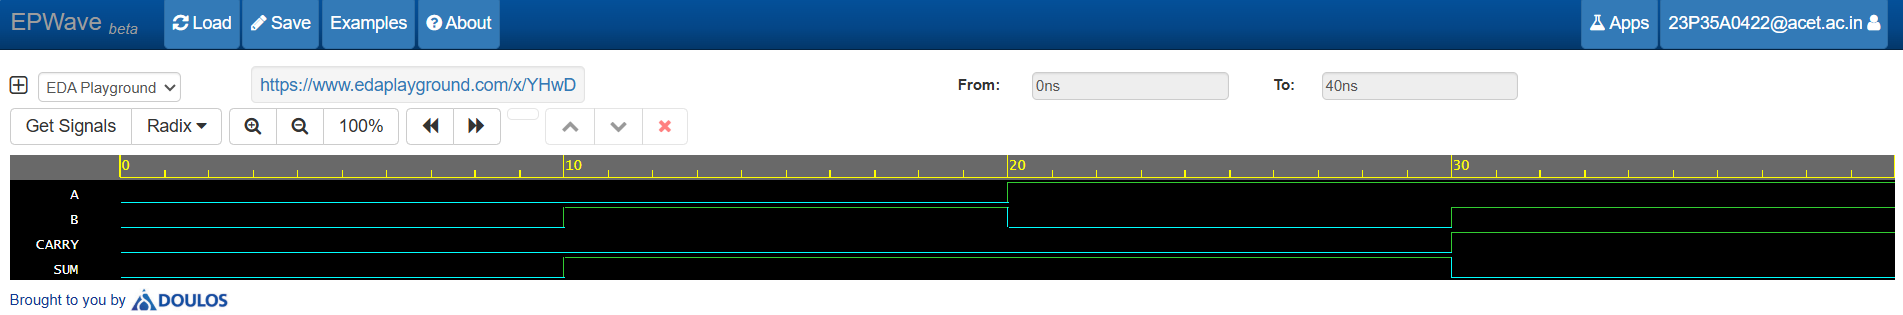 EPWave beta Load Save Examples About Apps 23P35A0422@acet.ac.in
EDA Playground https://www.edaplayground.com/x/YHwD From: 0ns To: 40ns
Get Signals Radix 100%
0 10 20 30
A
B
CARRY
SUM
Brought to you by DOULOS